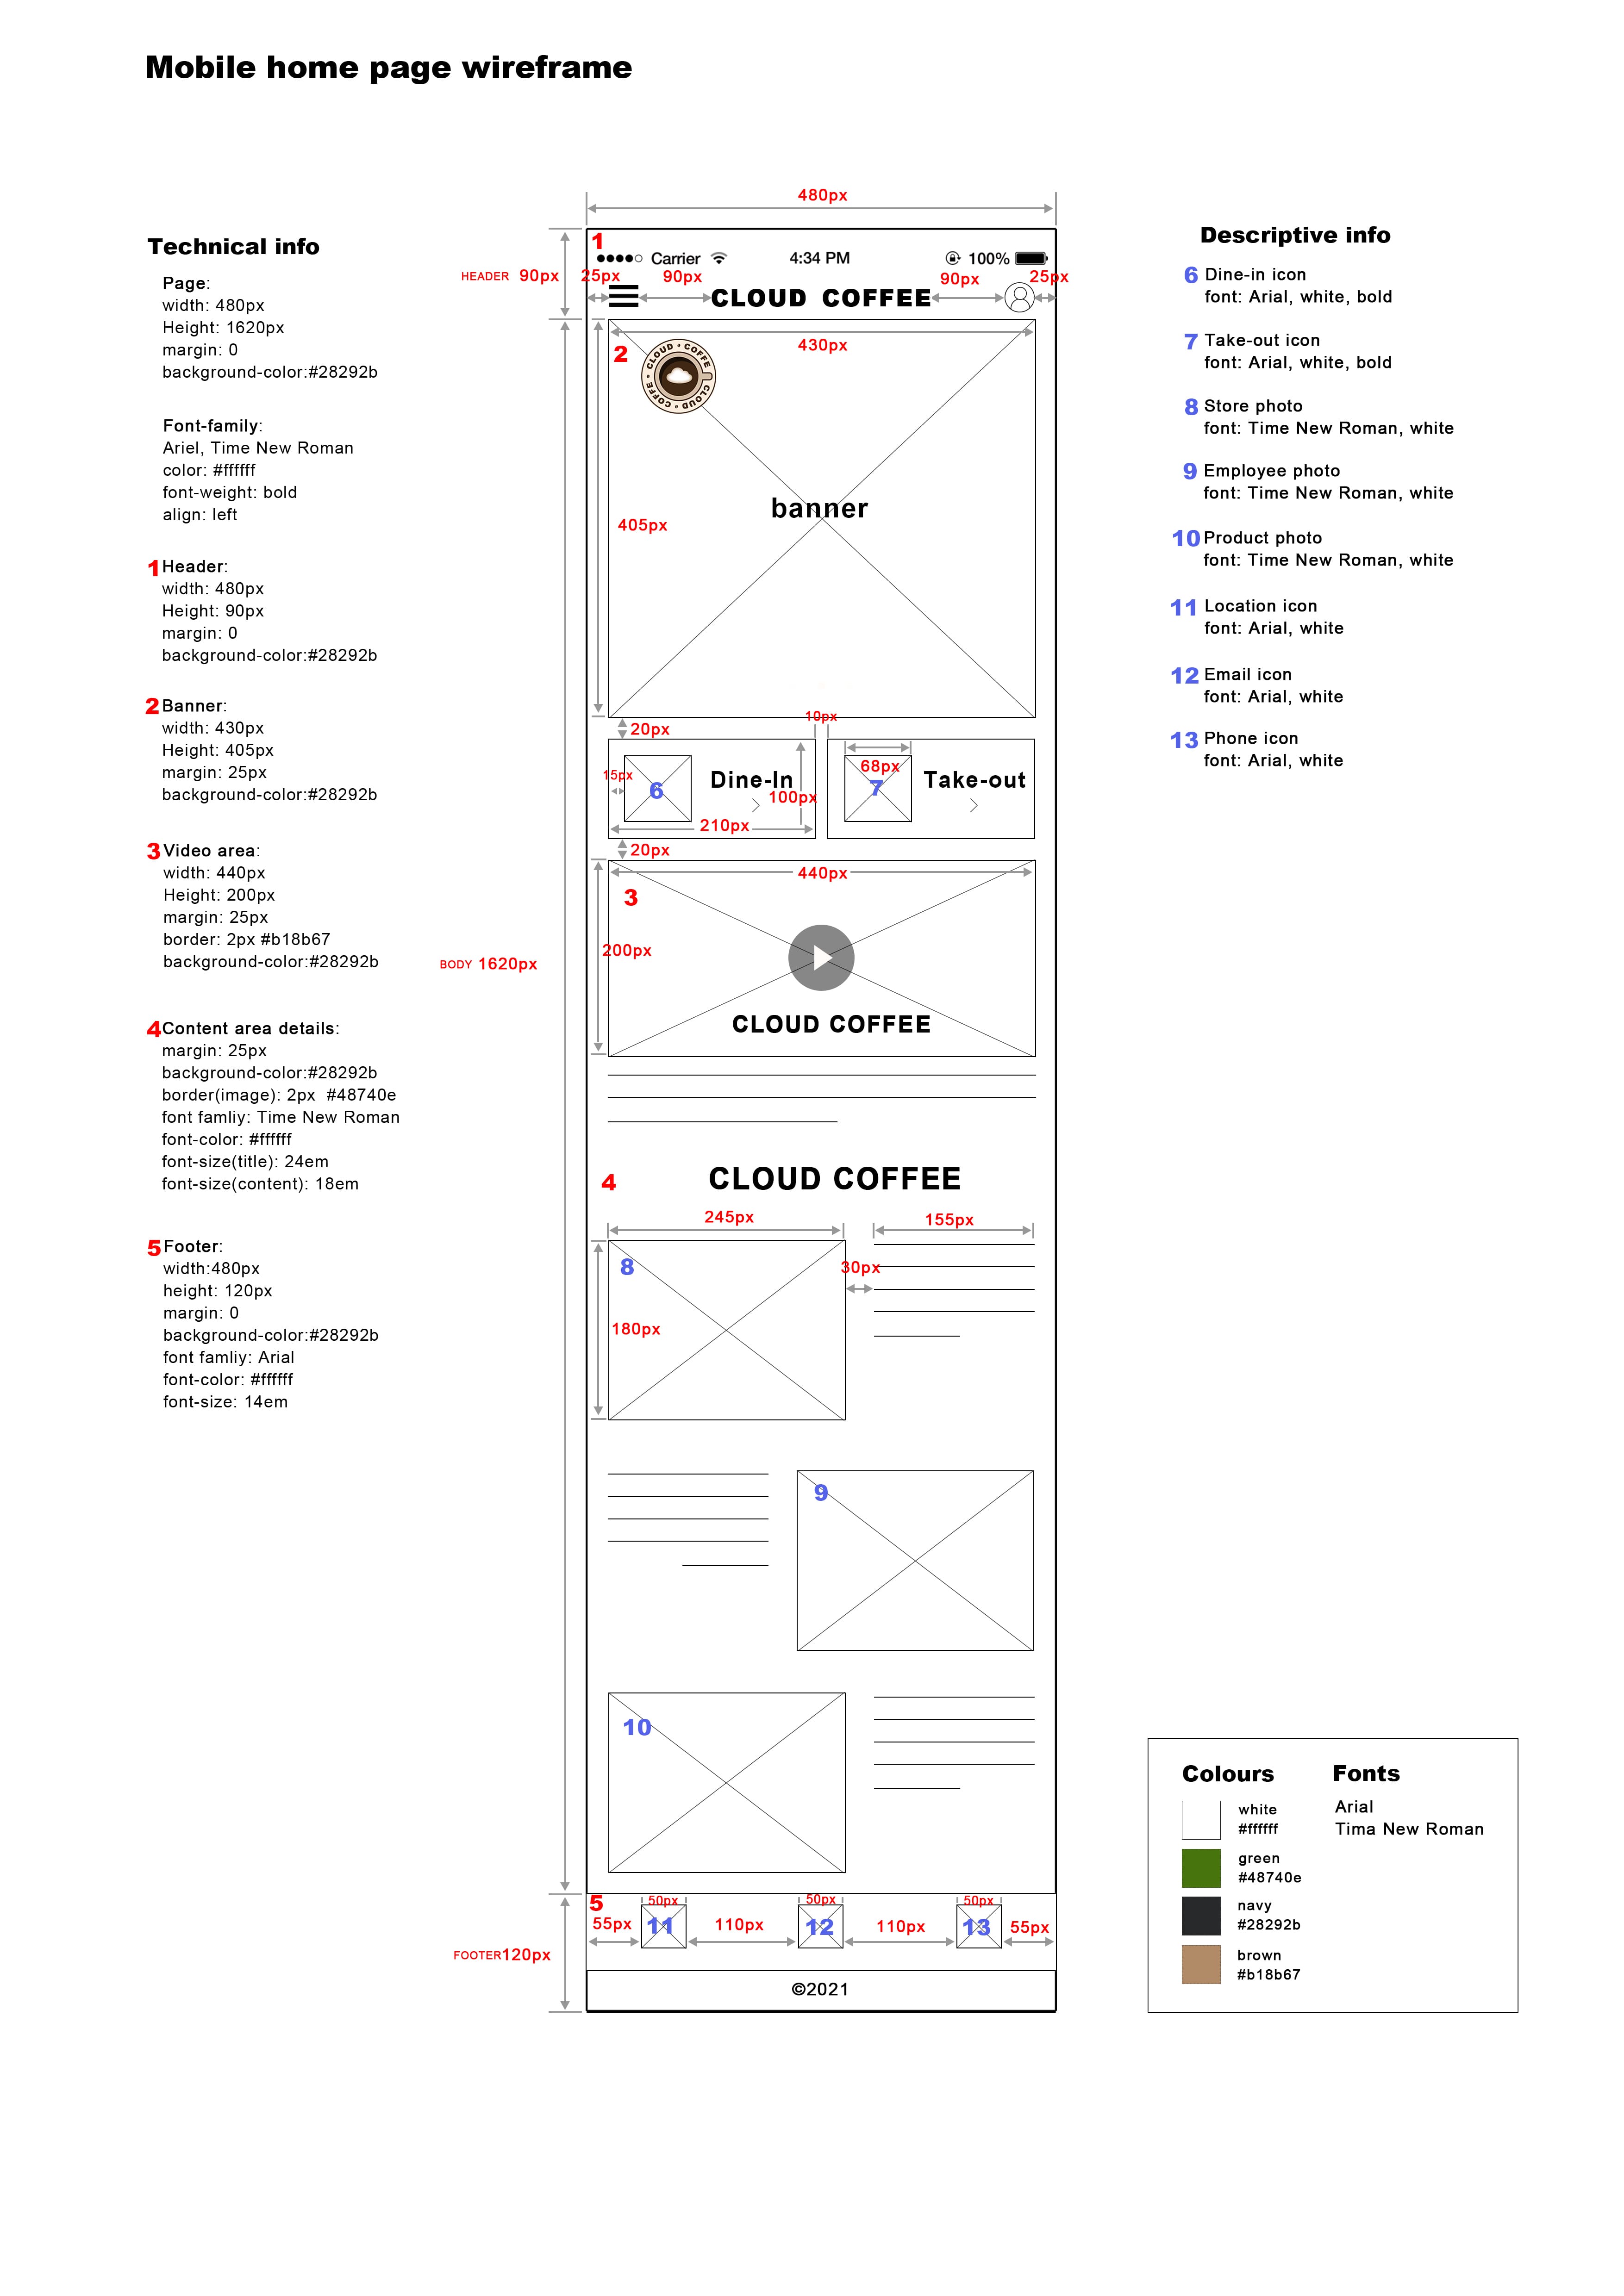 Mobile home page wireframe
Technical info
Page:
width: 480px
Height: 1620px
margin: 0
background-color:#28292b
Font-family:
Ariel, Time New Roman
color: #ffffff
font-weight: bold
align: left
1 Header:
width: 480px
Height: 90px
margin: 0
background-color:#28292b
2 Banner:
width: 430px
Height: 405px
margin: 25px
background-color:#28292b
3 Video area:
width: 440px
Height: 200px
margin: 25px
border: 2px #b18b67
background-color:#28292b
4 Content area details:
margin: 25px
background-color:#28292b
border(image): 2px #48740e
font famliy: Time New Roman
font-color: #ffffff
font-size(title): 24em
font-size(content): 18em
5 Footer:
width:480px
height: 120px
margin: 0
background-color:#28292b
font famliy: Arial
font-color: #ffffff
font-size: 14em
480px
1
Carrier 4:34 PM 100%
HEADER 90px 25px 90px 90px 25px
CLOUD COFFEE
430px
2
CLOUD • COFFE • CLOUD • COFFE •
banner
405px
10px
20px
68px
15px
6 Dine-In 7 Take-out
100px
210px
20px
440px
3
200px
BODY 1620px
CLOUD COFFEE
4 CLOUD COFFEE
245px 155px
8 30px
180px
9
10
5 50px 50px 50px
55px 11 110px 12 110px 13 55px
FOOTER120px
©2021
Descriptive info
6 Dine-in icon
font: Arial, white, bold
7 Take-out icon
font: Arial, white, bold
8 Store photo
font: Time New Roman, white
9 Employee photo
font: Time New Roman, white
10 Product photo
font: Time New Roman, white
11 Location icon
font: Arial, white
12 Email icon
font: Arial, white
13 Phone icon
font: Arial, white
Colours
white
#ffffff
green
#48740e
navy
#28292b
brown
#b18b67
Fonts
Arial
Tima New Roman